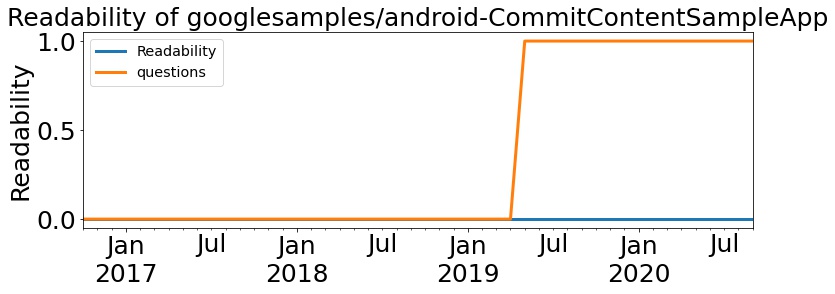 Readability of googlesamples/android-CommitContentSampleApp
Readability
questions
Readability
1.0
0.5
0.0
Jan Jul Jan Jul Jan Jul Jan Jul
2017 2018 2019 2020